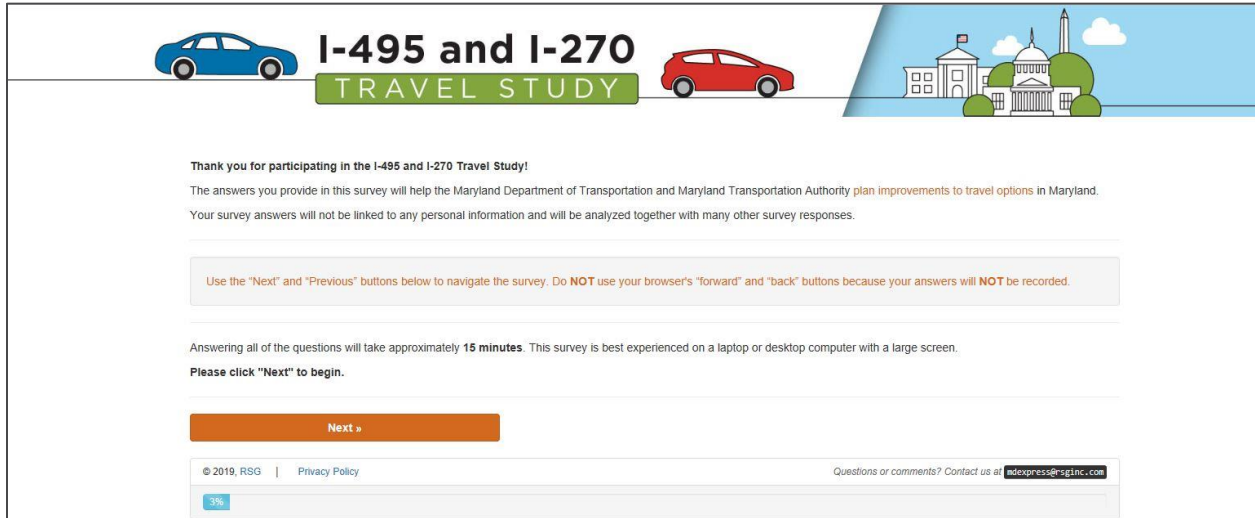 I-495 and I-270
TRAVEL STUDY
Thank you for participating in the I-495 and I-270 Travel Study!
The answers you provide in this survey will help the Maryland Department of Transportation and Maryland Transportation Authority plan improvements to travel options in Maryland.
Your survey answers will not be linked to any personal information and will be analyzed together with many other survey responses.
Use the “Next” and “Previous” buttons below to navigate the survey. Do NOT use your browser's “forward” and “back” buttons because your answers will NOT be recorded.
Answering all of the questions will take approximately 15 minutes. This survey is best experienced on a laptop or desktop computer with a large screen.
Please click "Next" to begin.
Next »
© 2019, RSG | Privacy Policy Questions or comments? Contact us at mdexpress@rsginc.com
3%